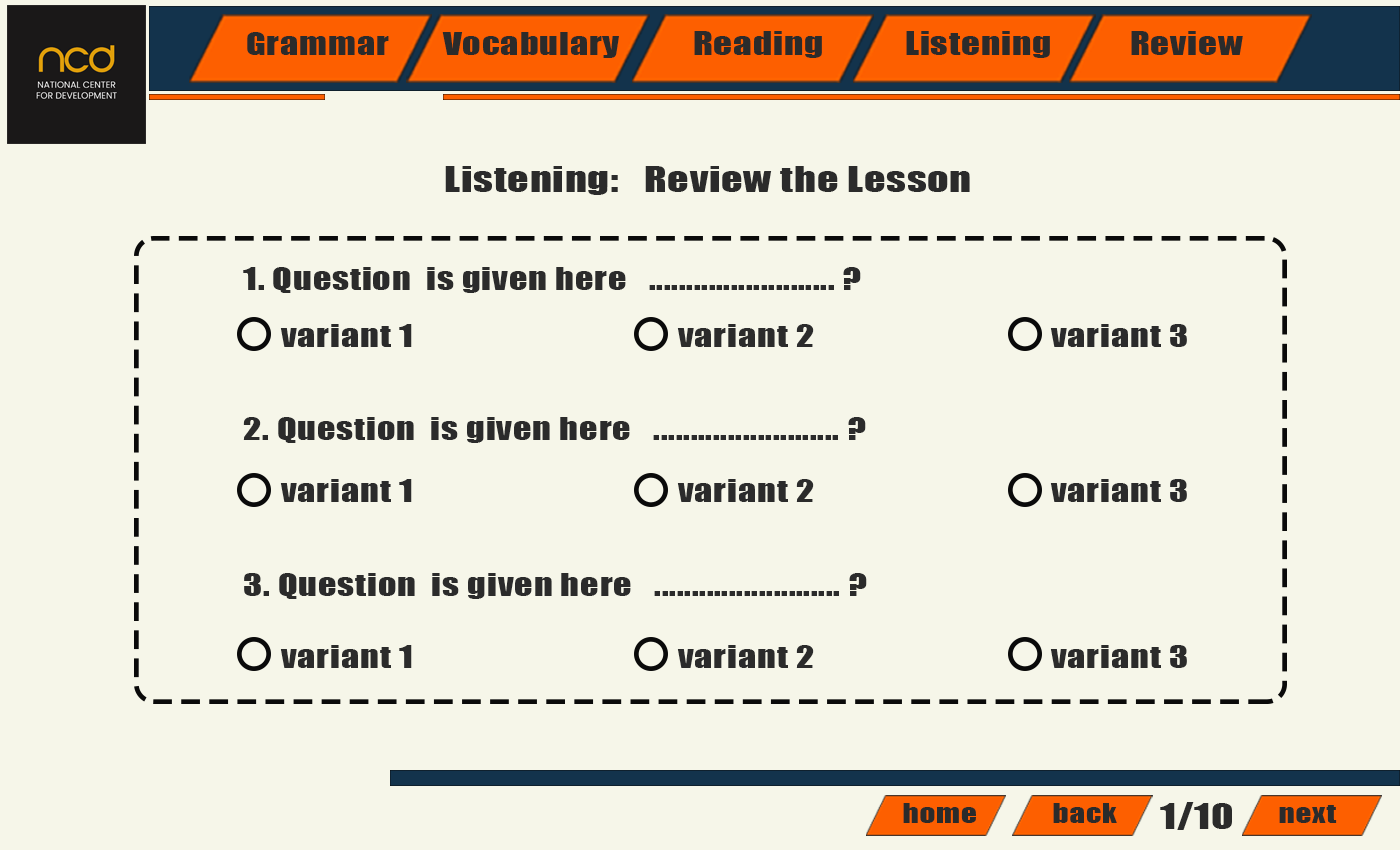 ncd
NATIONAL CENTER
FOR DEVELOPMENT
Grammar Vocabulary Reading Listening Review
Listening: Review the Lesson
1. Question is given here ......................... ?
variant 1 variant 2 variant 3
2. Question is given here ......................... ?
variant 1 variant 2 variant 3
3. Question is given here ......................... ?
variant 1 variant 2 variant 3
home back 1/10 next